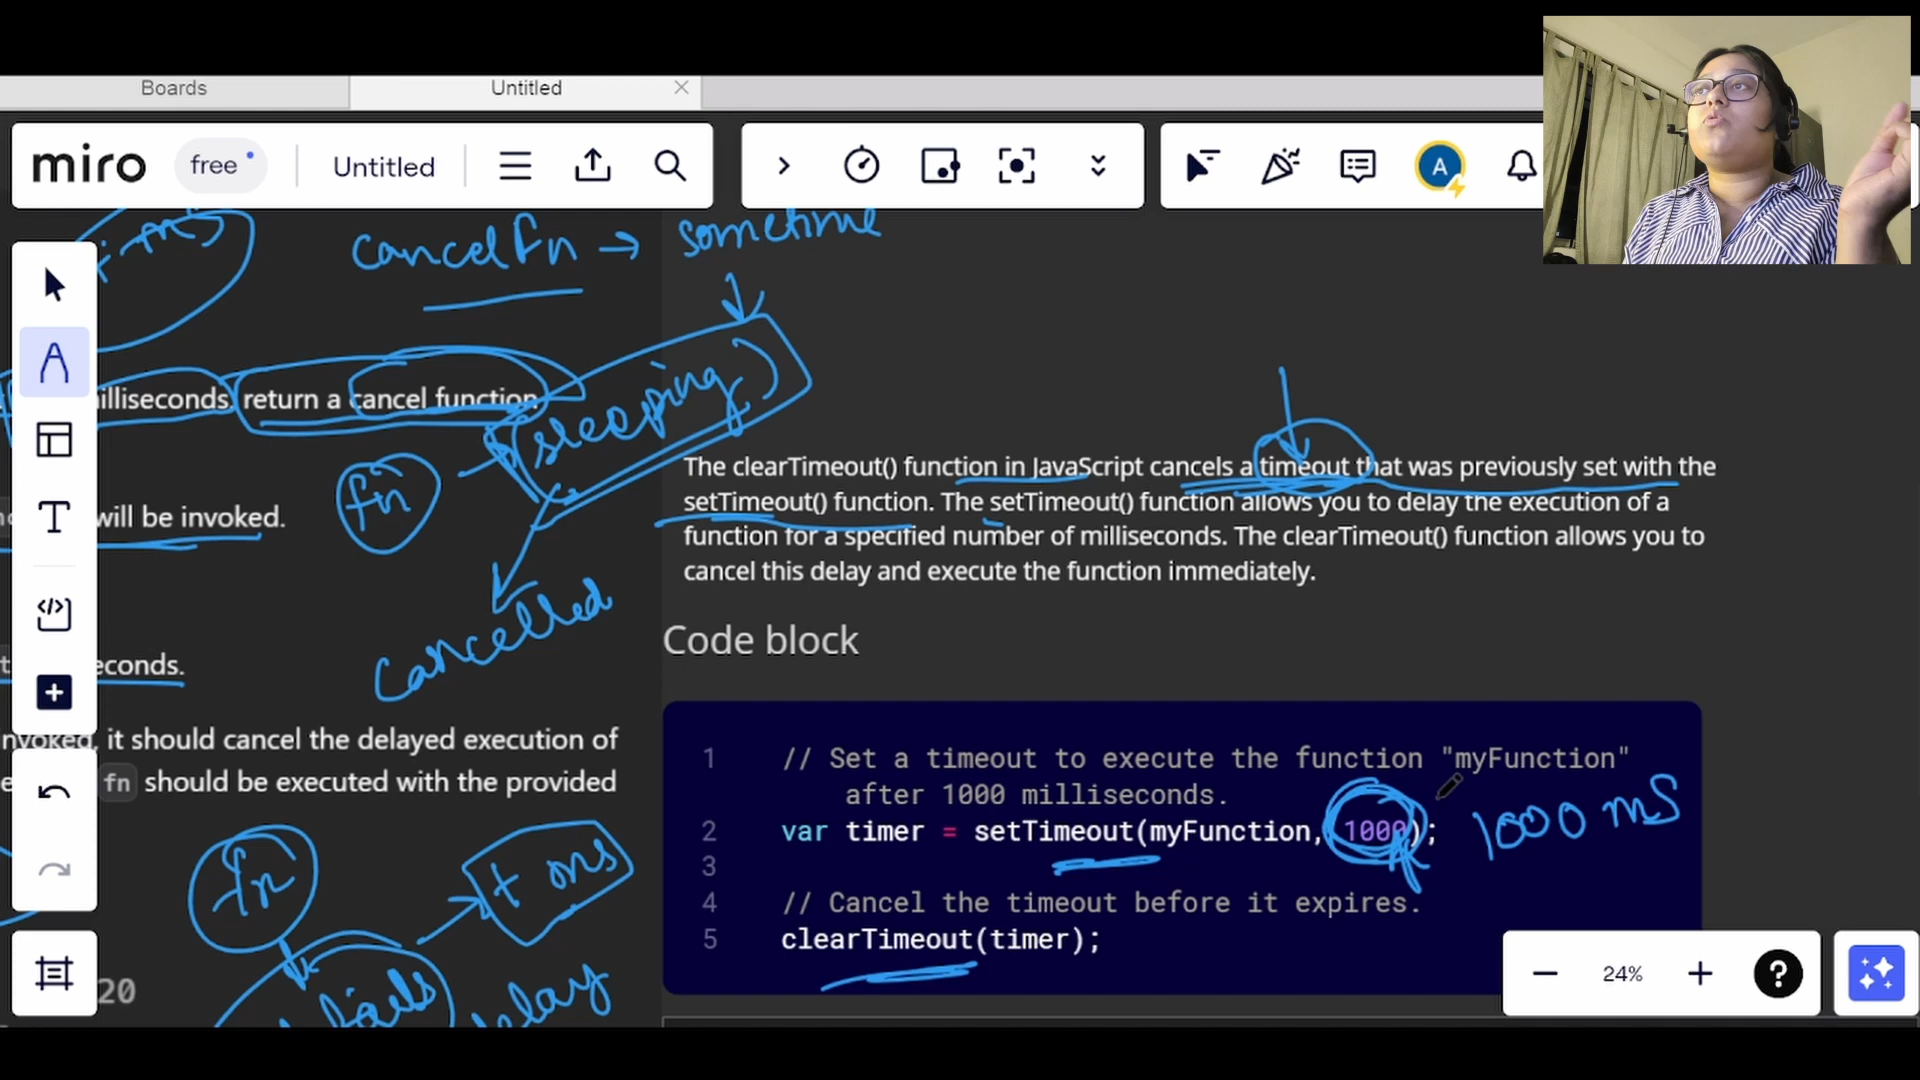 Boards
Untitled
miro
free
Untitled
A
cancelFn → sometime
illiseconds, return a cancel function.
(sleeping)
fn
will be invoked.
cancelled
econds.
nvoked, it should cancel the delayed execution of
fn should be executed with the provided
fn
t ms
20
The clearTimeout() function in JavaScript cancels a timeout that was previously set with the
setTimeout() function. The setTimeout() function allows you to delay the execution of a
function for a specified number of milliseconds. The clearTimeout() function allows you to
cancel this delay and execute the function immediately.
Code block
1 // Set a timeout to execute the function "myFunction"
after 1000 milliseconds.
2 var timer = setTimeout(myFunction, 1000);
1000 ms
3
4 // Cancel the timeout before it expires.
5 clearTimeout(timer);
24%